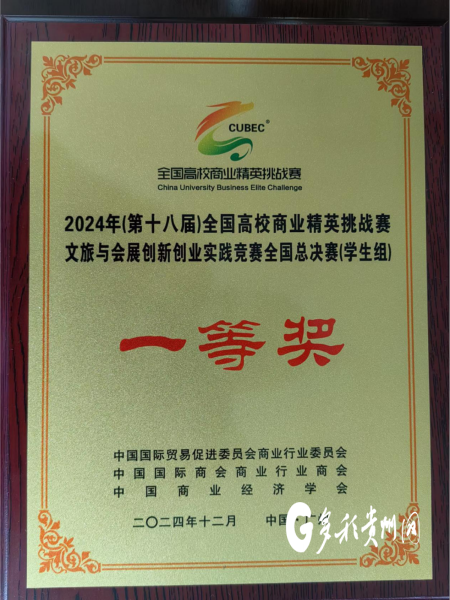 CUBEC®
全国高校商业精英挑战赛
China University Business Elite Challenge
2024年(第十八届)全国高校商业精英挑战赛
文旅与会展创新创业实践竞赛全国总决赛(学生组)
一等奖
中国国际贸易促进委员会商业行业委员会
中国国际商会商业行业商会
中国商业经济学会
二〇二四年十二月 中国·广
多彩贵州网